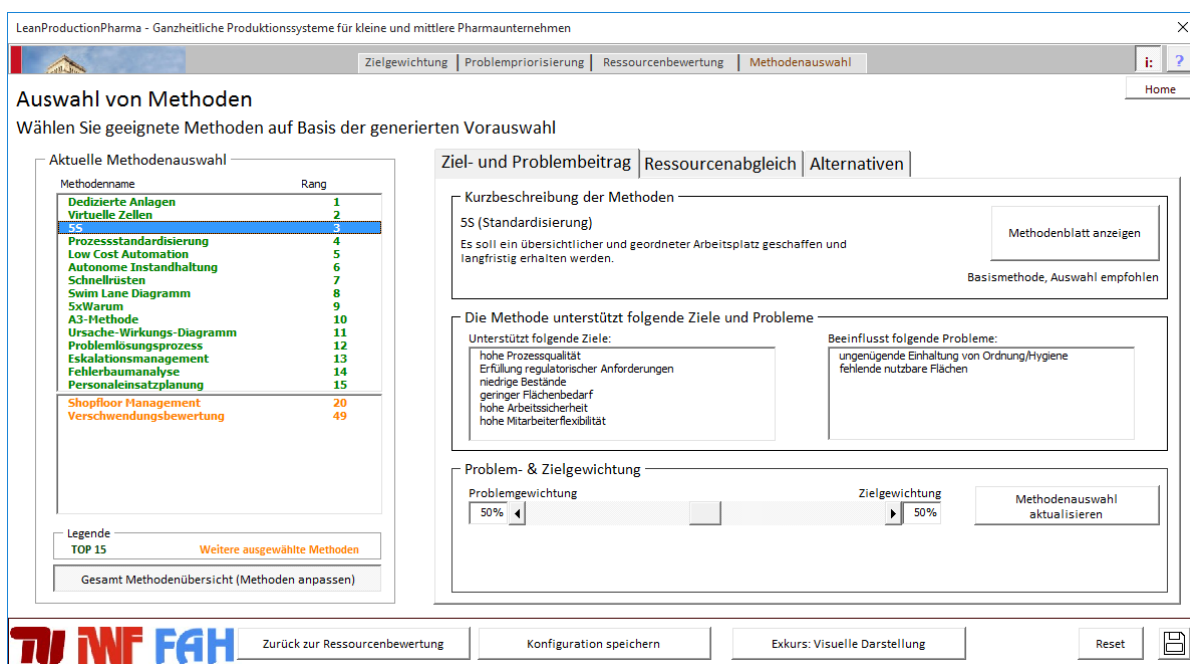 LeanProductionPharma - Ganzheitliche Produktionssysteme für kleine und mittlere Pharmaunternehmen
Zielgewichtung Problempriorisierung Ressourcenbewertung Methodenauswahl i: ?
Home
Auswahl von Methoden
Wählen Sie geeignete Methoden auf Basis der generierten Vorauswahl
Aktuelle Methodenauswahl
Methodenname Rang
Dedizierte Anlagen 1
Virtuelle Zellen 2
5S 3
Prozessstandardisierung 4
Low Cost Automation 5
Autonome Instandhaltung 6
Schnellrüsten 7
Swim Lane Diagramm 8
5xWarum 9
A3-Methode 10
Ursache-Wirkungs-Diagramm 11
Problemlösungsprozess 12
Eskalationsmanagement 13
Fehlerbaumanalyse 14
Personaleinsatzplanung 15
Shopfloor Management 20
Verschwendungsbewertung 49
Legende
TOP 15 Weitere ausgewählte Methoden
Gesamt Methodenübersicht (Methoden anpassen)
Ziel- und Problembeitrag Ressourcenabgleich Alternativen
Kurzbeschreibung der Methoden
5S (Standardisierung)
Es soll ein übersichtlicher und geordneter Arbeitsplatz geschaffen und
langfristig erhalten werden.
Methodenblatt anzeigen
Basismethode, Auswahl empfohlen
Die Methode unterstützt folgende Ziele und Probleme
Unterstützt folgende Ziele:
hohe Prozessqualität
Erfüllung regulatorischer Anforderungen
niedrige Bestände
geringer Flächenbedarf
hohe Arbeitssicherheit
hohe Mitarbeiterflexibilität
Beeinflusst folgende Probleme:
ungenügende Einhaltung von Ordnung/Hygiene
fehlende nutzbare Flächen
Problem- & Zielgewichtung
Problemgewichtung Zielgewichtung
50% 50%
Methodenauswahl
aktualisieren
iWF FAH
Zurück zur Ressourcenbewertung Konfiguration speichern Exkurs: Visuelle Darstellung Reset